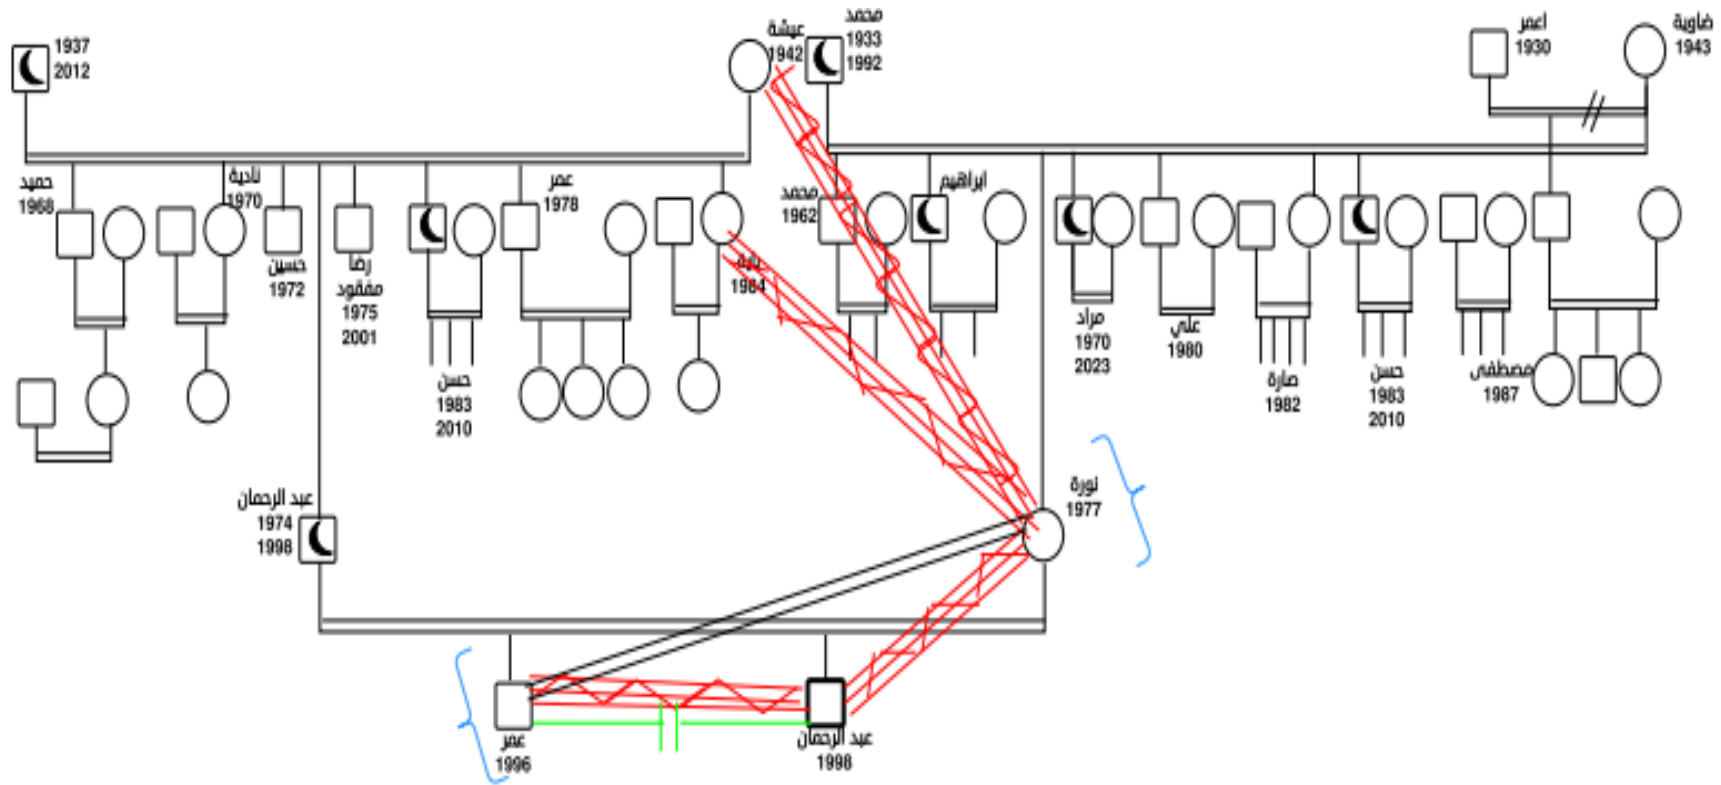 1937
2012
عيشة
1942
محمد
1933
1992
اعمر
1930
ضاوية
1943
حميد
1968
نادية
1970
حسين
1972
رضا
مفقود
1975
2001
حسن
1983
2010
عمر
1978
باية
1984
محمد
1962
ابراهيم
مراد
1970
2023
علي
1980
صارة
1982
حسن
1983
2010
مصطفى
1987
عبد الرحمان
1974
1998
نورة
1977
عمر
1996
عبد الرحمان
1998